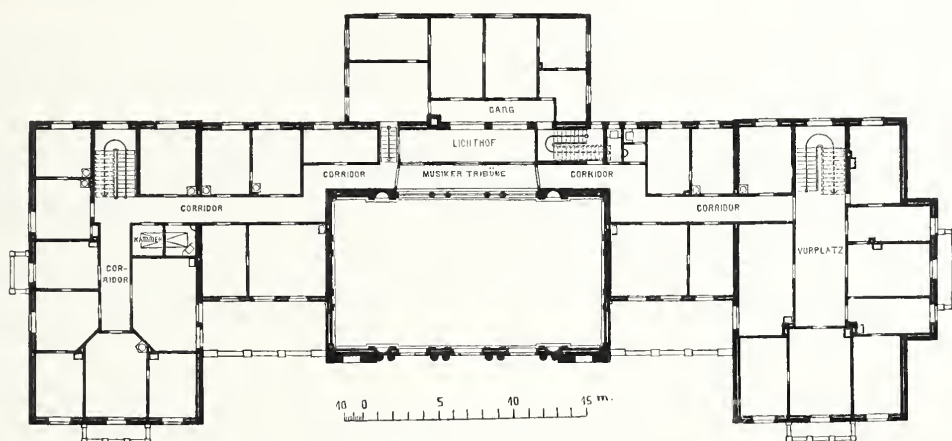 GANG
LICHTHOF
CORRIDOR
MUSIKER TRIBÜNE
CORRIDOR
CORRIDOR
CORRIDOR
KAMMER
COR-
RIDOR
VORPLATZ
10 0 5 10 15 m.